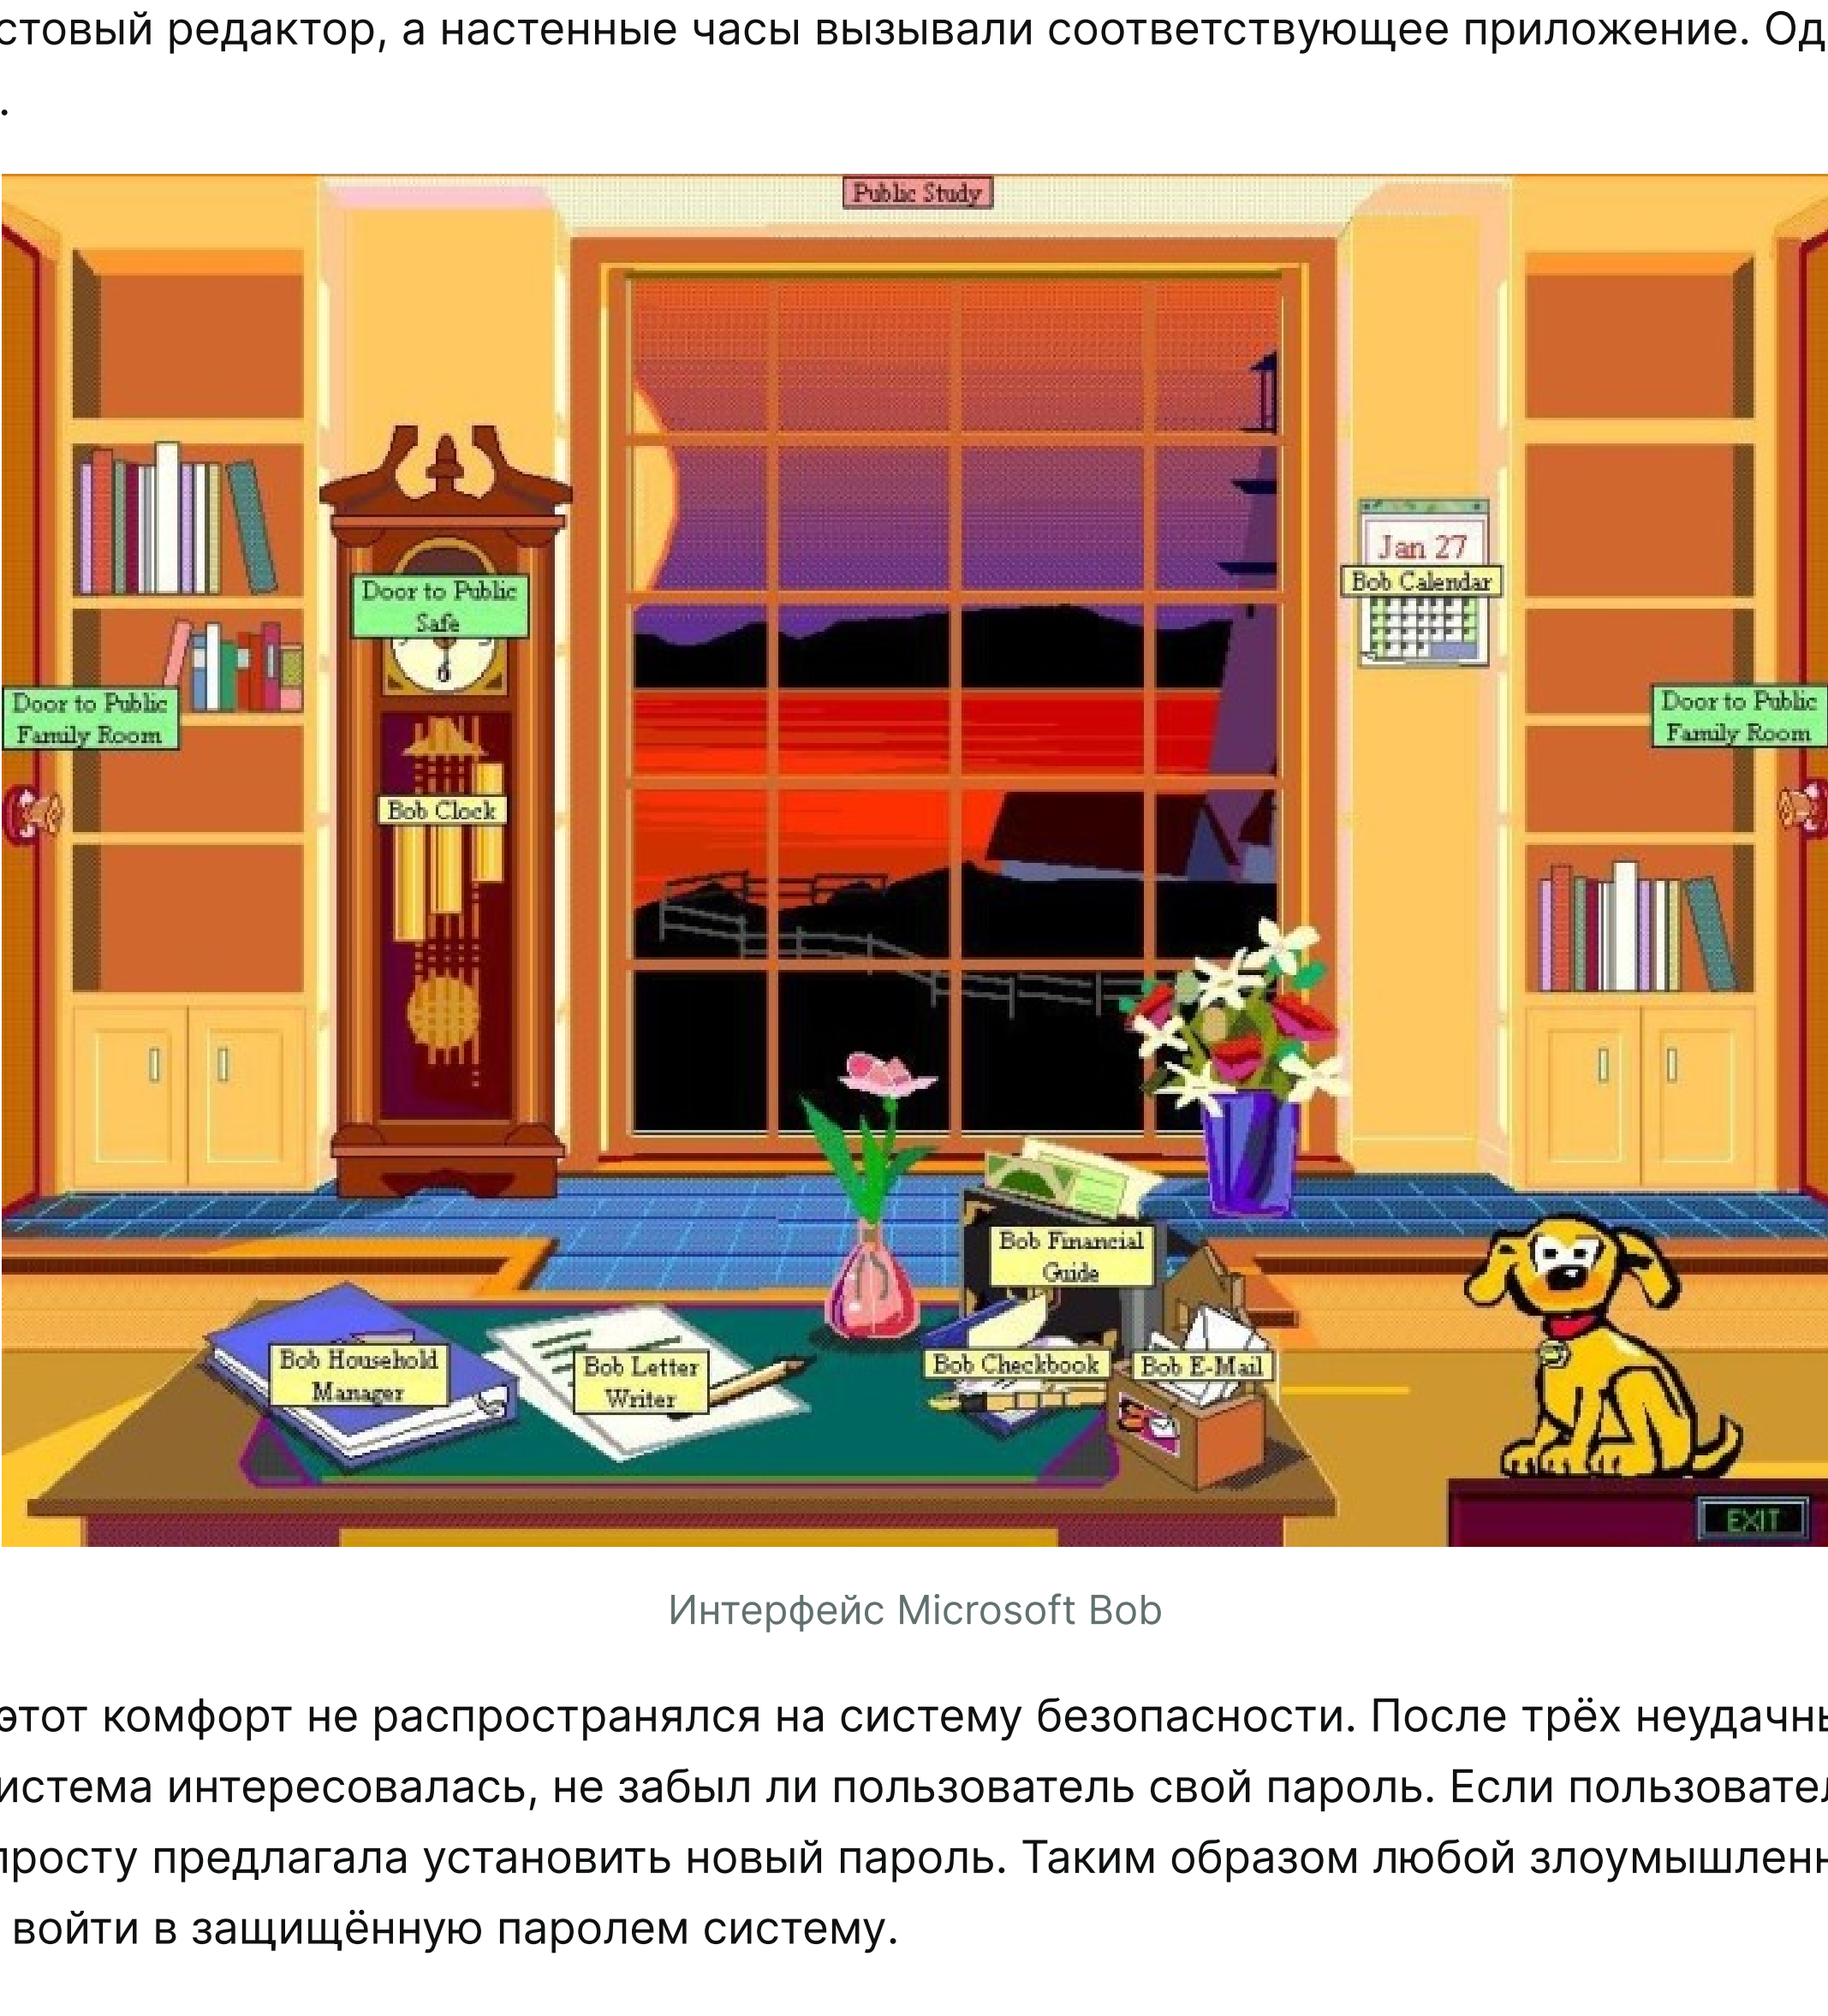 стовый редактор, а настенные часы вызывали соответствующее приложение. Од
.
Public Study
Jan 27
Bob Calendar
Door to Public
Safe
6
Door to Public
Family Room
Door to Public
Family Room
Bob Clock
Bob Financial
Guide
Bob Household
Manager
Bob Letter
Writer
Bob Checkbook
Bob E-Mail
EXIT
Интерфейс Microsoft Bob
этот комфорт не распространялся на систему безопасности. После трёх неудачны
истема интересовалась, не забыл ли пользователь свой пароль. Если пользовател
просту предлагала установить новый пароль. Таким образом любой злоумышленн
войти в защищённую паролем систему.